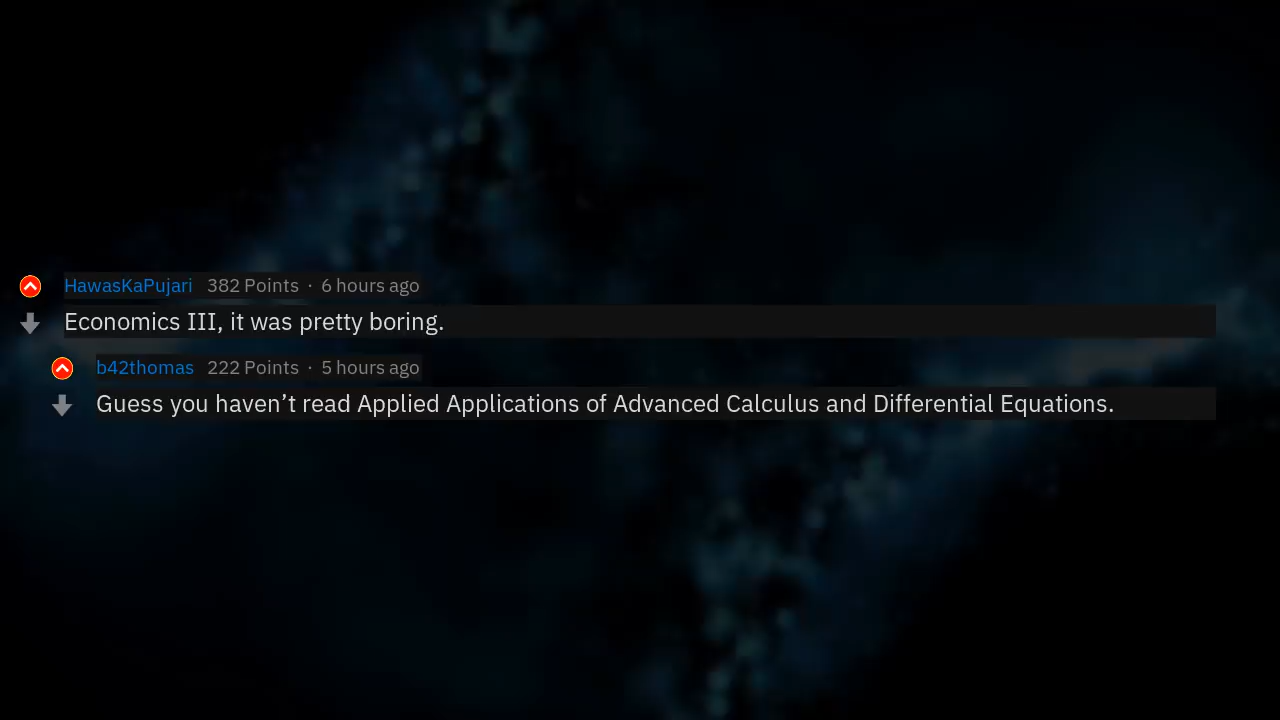 HawasKaPujari 382 Points · 6 hours ago
Economics III, it was pretty boring.
b42thomas 222 Points · 5 hours ago
Guess you haven’t read Applied Applications of Advanced Calculus and Differential Equations.